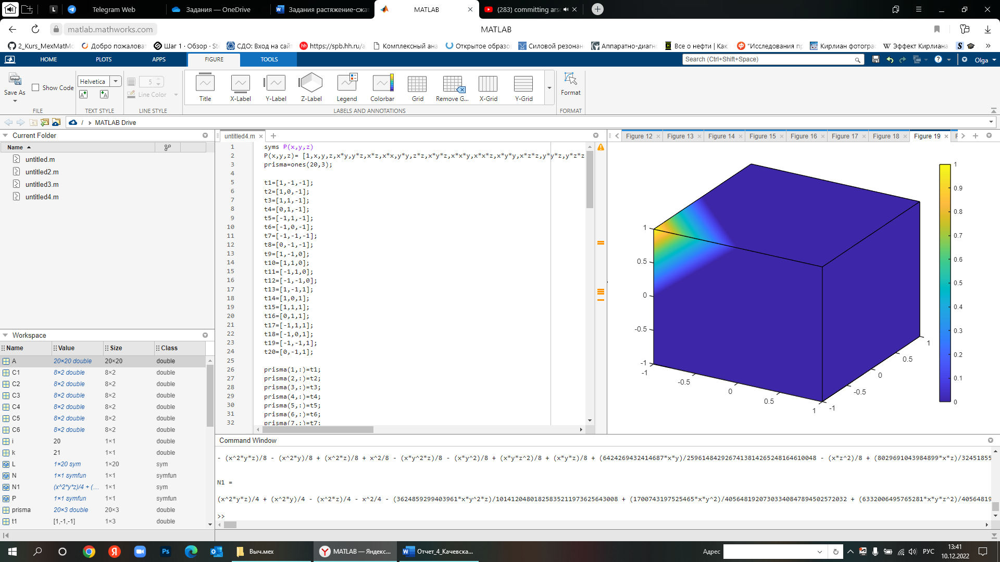 Telegram Web
Задания — OneDrive
Задания растяжение-сжат
MATLAB
(283) committing arso
matlab.mathworks.com
MATLAB
2_Kurs_MexMatMo
Добро пожаловат
Шаг 1 · Обзор · Ste
СДО: Вход на сайт
https://spb.hh.ru/a
Комплексный ана
Открытое образо
Силовой резонан
Аппаратно-диагн
Все о нефти | Как
"Исследования пр
Кирлиан фотогра
Эффект Кирлиана
HOME
PLOTS
APPS
FIGURE
TOOLS
Search (Ctrl+Shift+Space)
Olga
Save As
Show Code
Helvetica
5
Line Color
Title
X-Label
Y-Label
Z-Label
Legend
Colorbar
Grid
Remove G...
X-Grid
Y-Grid
Format
FILE
TEXT STYLE
LINE STYLE
LABELS AND ANNOTATIONS
FORMAT
/ › MATLAB Drive
Current Folder
Name
untitled.m
untitled2.m
untitled3.m
untitled4.m
Workspace
Name Value Size Class
A 20×20 double 20×20 double
C1 8×2 double 8×2 double
C2 8×2 double 8×2 double
C3 8×2 double 8×2 double
C4 8×2 double 8×2 double
C5 8×2 double 8×2 double
C6 8×2 double 8×2 double
i 20 1×1 double
k 21 1×1 double
L 1×20 sym 1×20 sym
N 1×1 symfun 1×1 symfun
N1 (x^2*y*z)/4 + (... 1×1 sym
P 1×1 symfun 1×1 symfun
prisma 20×3 double 20×3 double
t1 [1,-1,-1] 1×3 double
untitled4.m
1 syms P(x,y,z)
2 P(x,y,z)= [1,x,y,z,x*y,y*z,x*z,x*x,y*y,z*z,x*y*z,x*x*y,x*x*z,x*y*y,x*z*z,y*y*z,y*z*z
3 prisma=ones(20,3);
4
5 t1=[1,-1,-1];
6 t2=[1,0,-1];
7 t3=[1,1,-1];
8 t4=[0,1,-1];
9 t5=[-1,1,-1];
10 t6=[-1,0,-1];
11 t7=[-1,-1,-1];
12 t8=[0,-1,-1];
13 t9=[1,-1,0];
14 t10=[1,1,0];
15 t11=[-1,1,0];
16 t12=[-1,-1,0];
17 t13=[1,-1,1];
18 t14=[1,0,1];
19 t15=[1,1,1];
20 t16=[0,1,1];
21 t17=[-1,1,1];
22 t18=[-1,0,1];
23 t19=[-1,-1,1];
24 t20=[0,-1,1];
25
26 prisma(1,:)=t1;
27 prisma(2,:)=t2;
28 prisma(3,:)=t3;
29 prisma(4,:)=t4;
30 prisma(5,:)=t5;
31 prisma(6,:)=t6;
32 prisma(7,:)=t7;
Figure 12
Figure 13
Figure 14
Figure 15
Figure 16
Figure 17
Figure 18
Figure 19
F
1
0.5
0
-0.5
-1
-1
-0.5
0
0.5
1
-1
-0.5
0
0.5
1
1
0.9
0.8
0.7
0.6
0.5
0.4
0.3
0.2
0.1
0
Command Window
- (x^2*y*z)/8 - (x^2*y)/8 + (x^2*z)/8 + x^2/8 - (x*y^2*z)/8 - (x*y^2)/8 + (x*y*z^2)/8 + (x*y*z)/8 + (6424269432414687*x*y)/259614842926741381426524816461004​8 - (x*z^2)/8 + (8029691043984899*x*z)/32451855
N1 =
(x^2*y*z)/4 + (x^2*y)/4 - (x^2*z)/4 - x^2/4 - (3624859299403961*x*y^2*z)/10141204801825835211973625643008 + (1700743197525465*x*y^2)/40564819207303340847894502572032 + (6332006495765281*x*y*z^2)/40564819
>>
Выч.мех
MATLAB — Яндекс...
Отчет_4_Качевска...
Адрес
РУС
13:41
10.12.2022